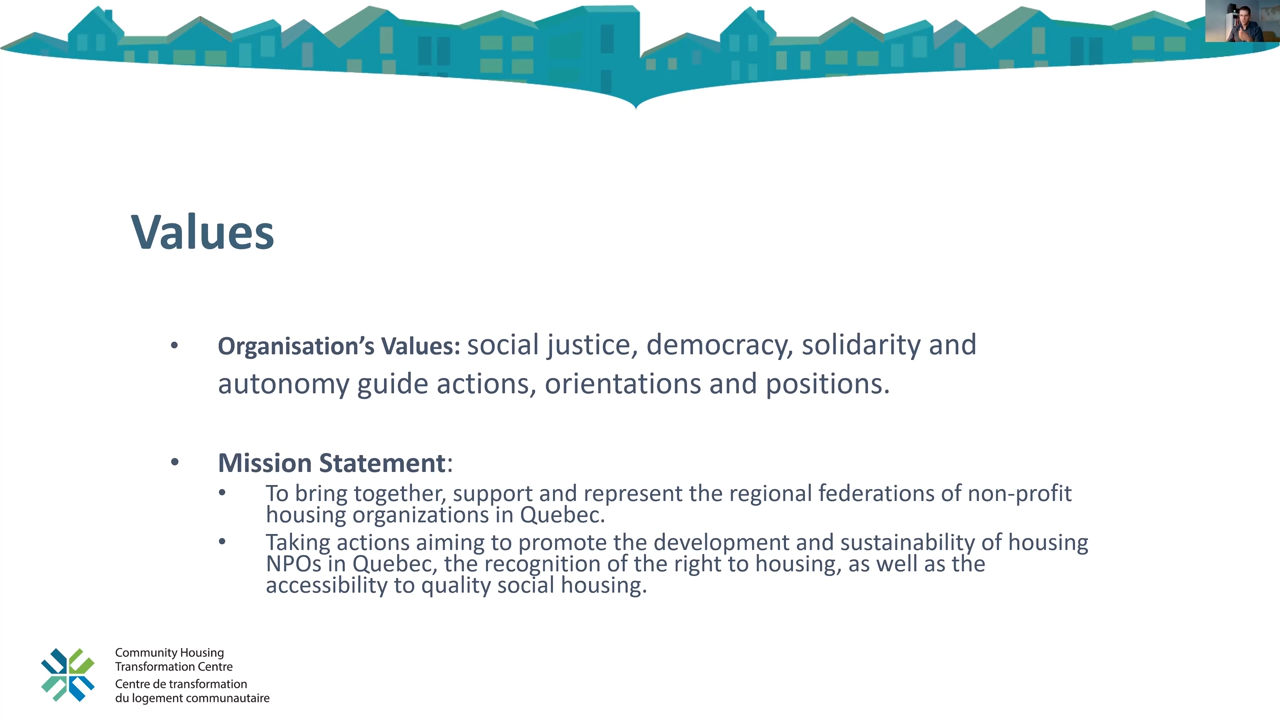 Values
• Organisation’s Values: social justice, democracy, solidarity and
autonomy guide actions, orientations and positions.
• Mission Statement:
• To bring together, support and represent the regional federations of non-profit
housing organizations in Quebec.
• Taking actions aiming to promote the development and sustainability of housing
NPOs in Quebec, the recognition of the right to housing, as well as the
accessibility to quality social housing.
Community Housing
Transformation Centre
Centre de transformation
du logement communautaire